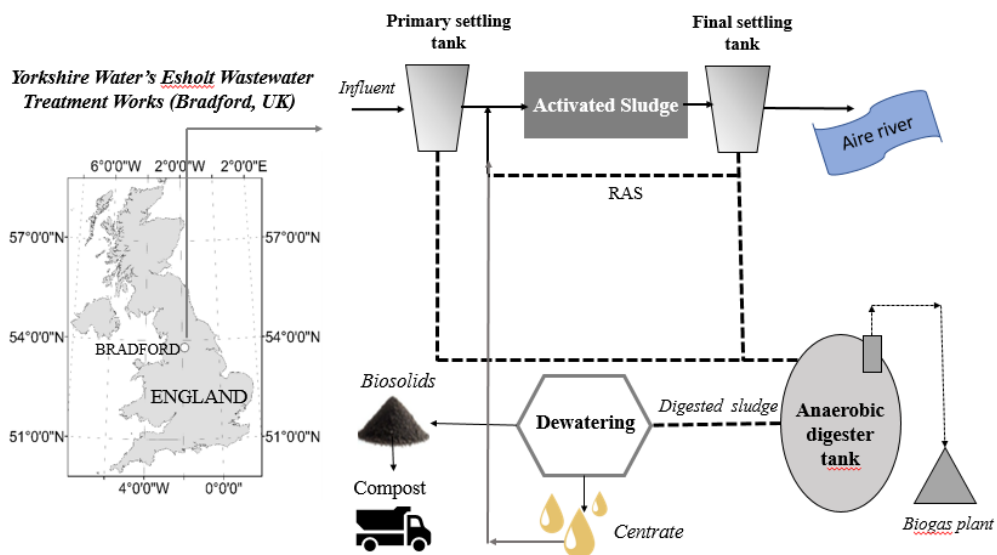 Yorkshire Water's Esholt Wastewater
Treatment Works (Bradford, UK)
6°0'0"W 2°0'0"W 2°0'0"E
57°0'0"N 57°0'0"N
54°0'0"N 54°0'0"N
BRADFORD
ENGLAND
51°0'0"N 51°0'0"N
4°0'0"W 0°0'0"
Primary settling
tank
Final settling
tank
Influent
Activated Sludge
Aire river
RAS
Biosolids
Dewatering
Digested sludge
Anaerobic
digester
tank
Compost
Centrate
Biogas plant